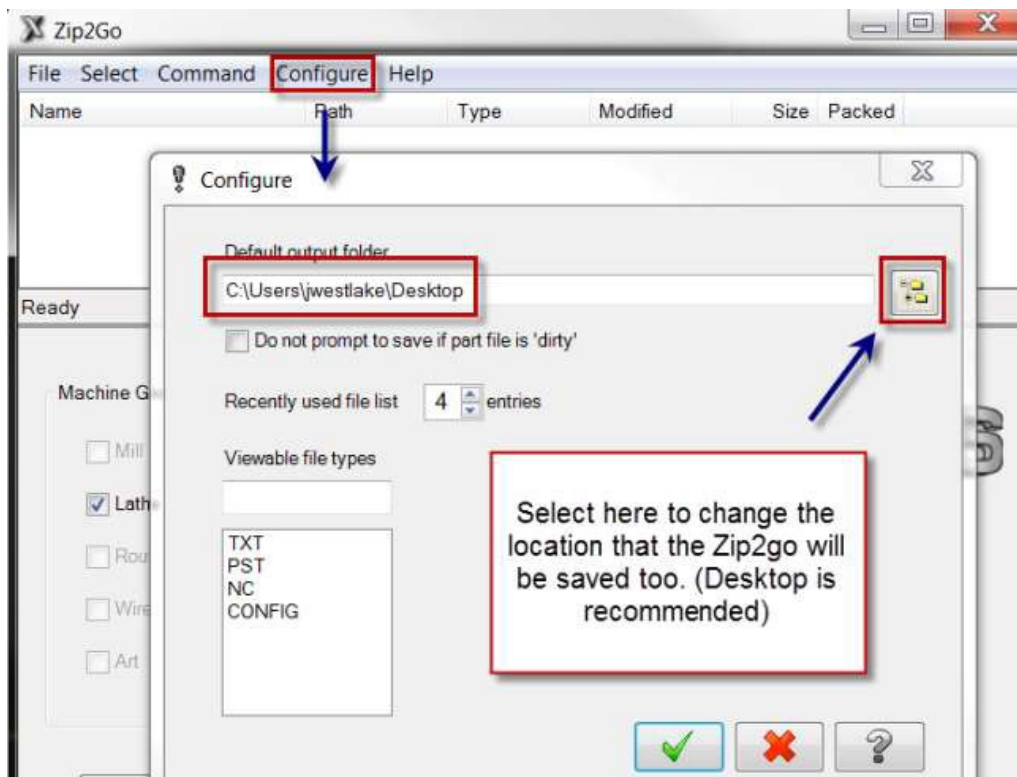 Zip2Go
File Select Command Configure Help
Name Path Type Modified Size Packed
Configure
Default output folder
C:\Users\jwestlake\Desktop
Ready
Do not prompt to save if part file is 'dirty'
Machine G
Recently used file list 4 entries
Mill
Viewable file types
Lathe
Select here to change the
location that the Zip2go will
be saved too. (Desktop is
recommended)
TXT
PST
NC
CONFIG
Rou
Wire
Art